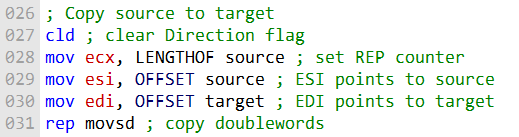 026 ; Copy source to target
027 cld ; clear Direction flag
028 mov ecx, LENGTHOF source ; set REP counter
029 mov esi, OFFSET source ; ESI points to source
030 mov edi, OFFSET target ; EDI points to target
031 rep movsd ; copy doublewords